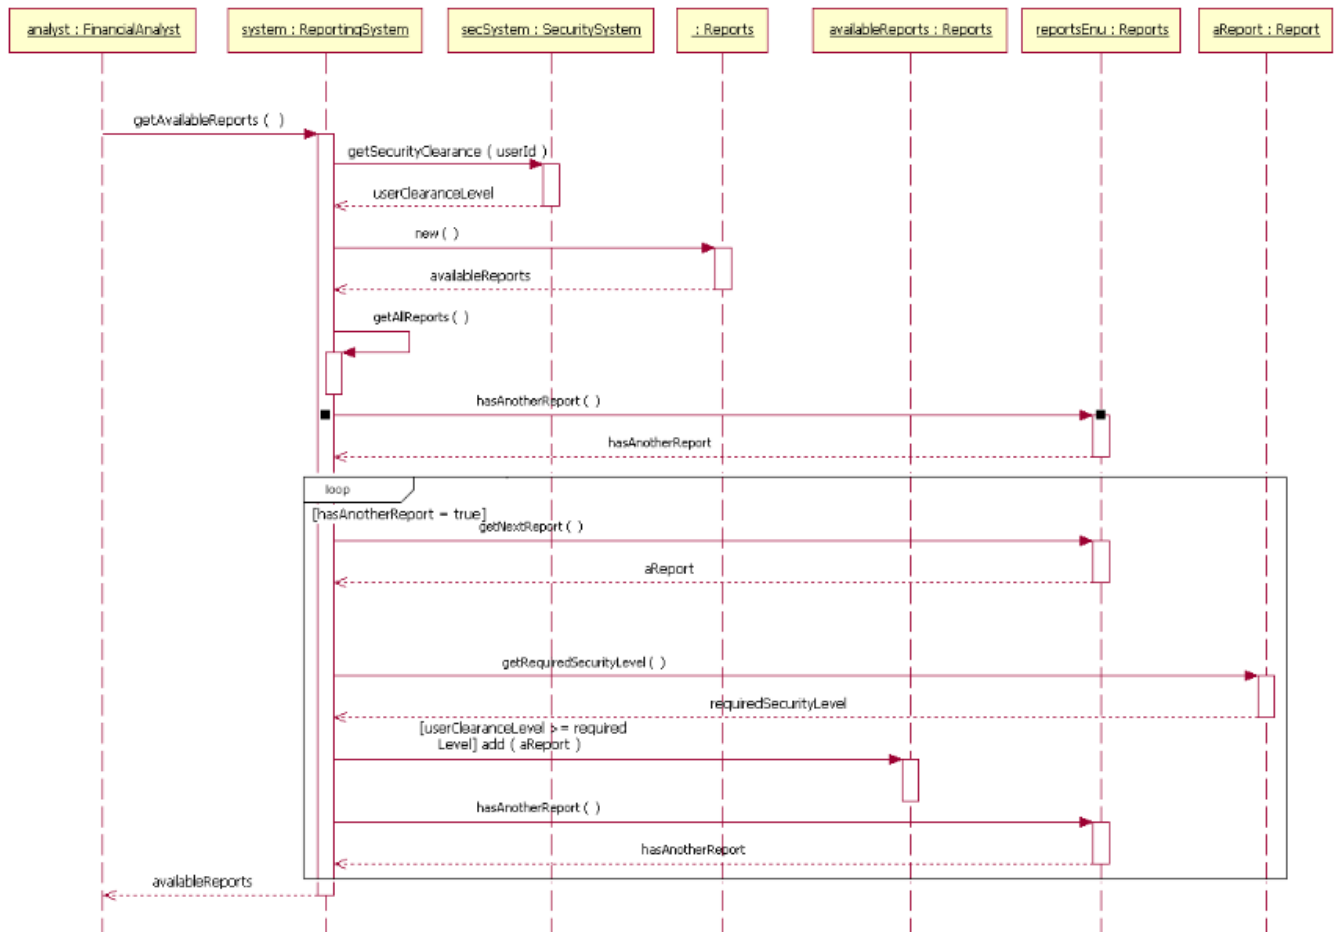 analyst : FinancialAnalyst
system : ReportingSystem
secSystem : SecuritySystem
: Reports
availableReports : Reports
reportsEnu : Reports
aReport : Report
getAvailableReports ( )
getSecurityClearance ( userId )
userClearanceLevel
new ( )
availableReports
getAllReports ( )
hasAnotherReport ( )
hasAnotherReport
loop
[hasAnotherReport = true]
getNextReport ( )
aReport
getRequiredSecurityLevel ( )
requiredSecurityLevel
[userClearanceLevel >= required
Level] add ( aReport )
hasAnotherReport ( )
hasAnotherReport
availableReports